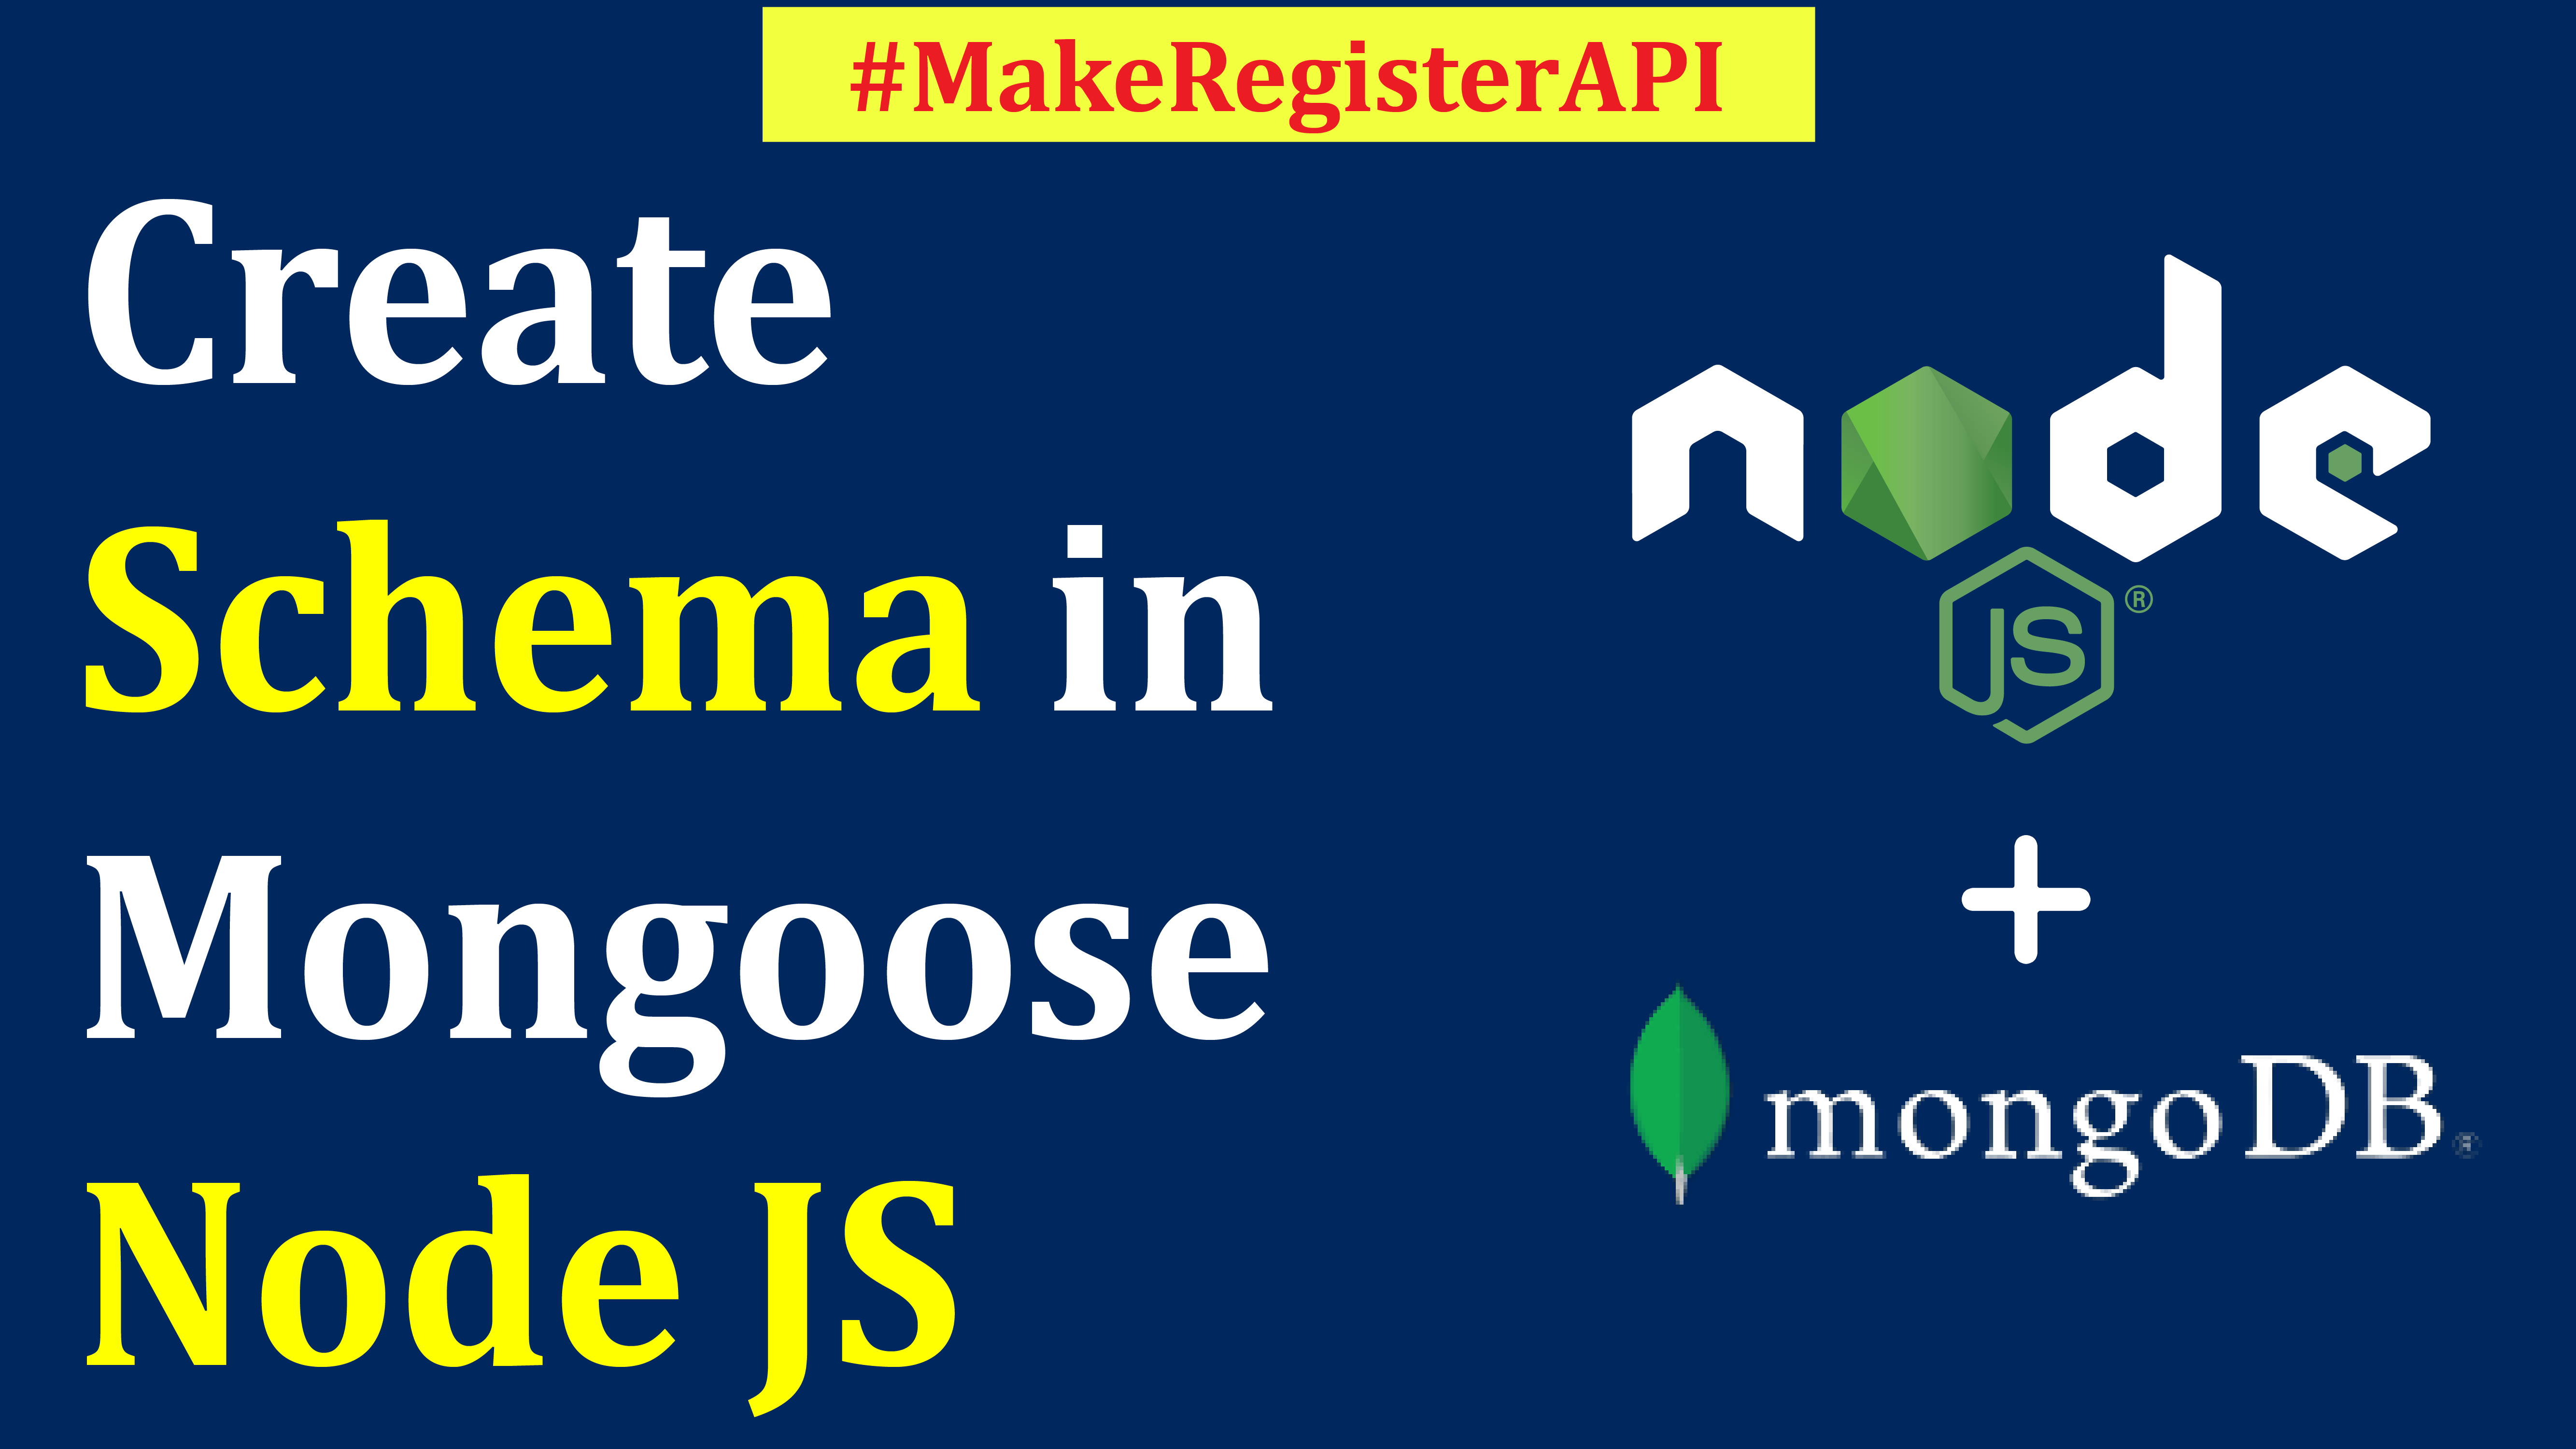 #MakeRegisterAPI
Create
Schema in
Mongoose
Node JS
node
JS®
+
mongoDB®